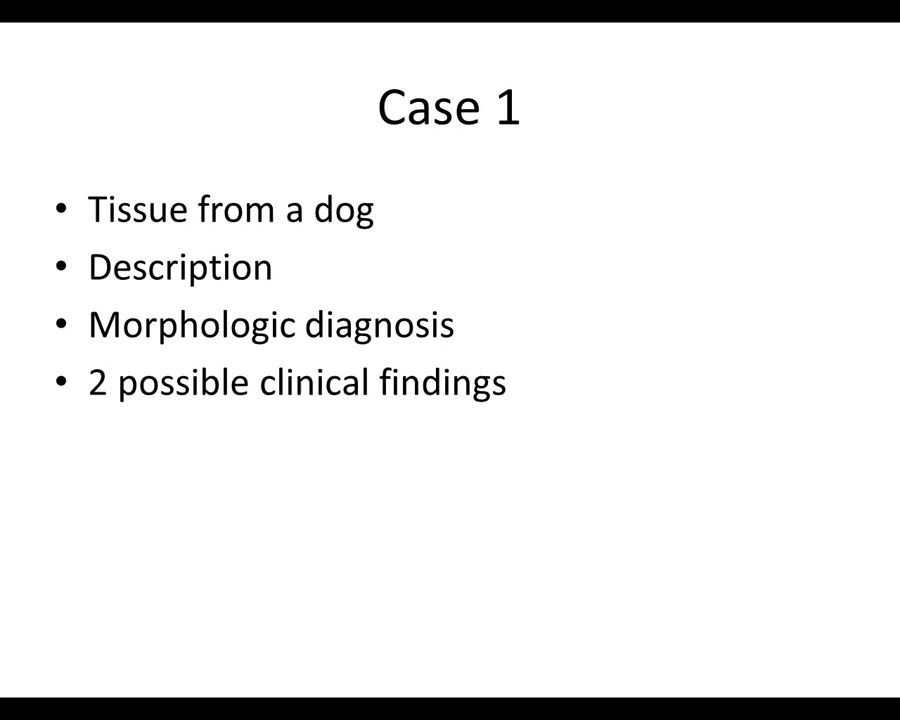 Case 1
• Tissue from a dog
• Description
• Morphologic diagnosis
• 2 possible clinical findings